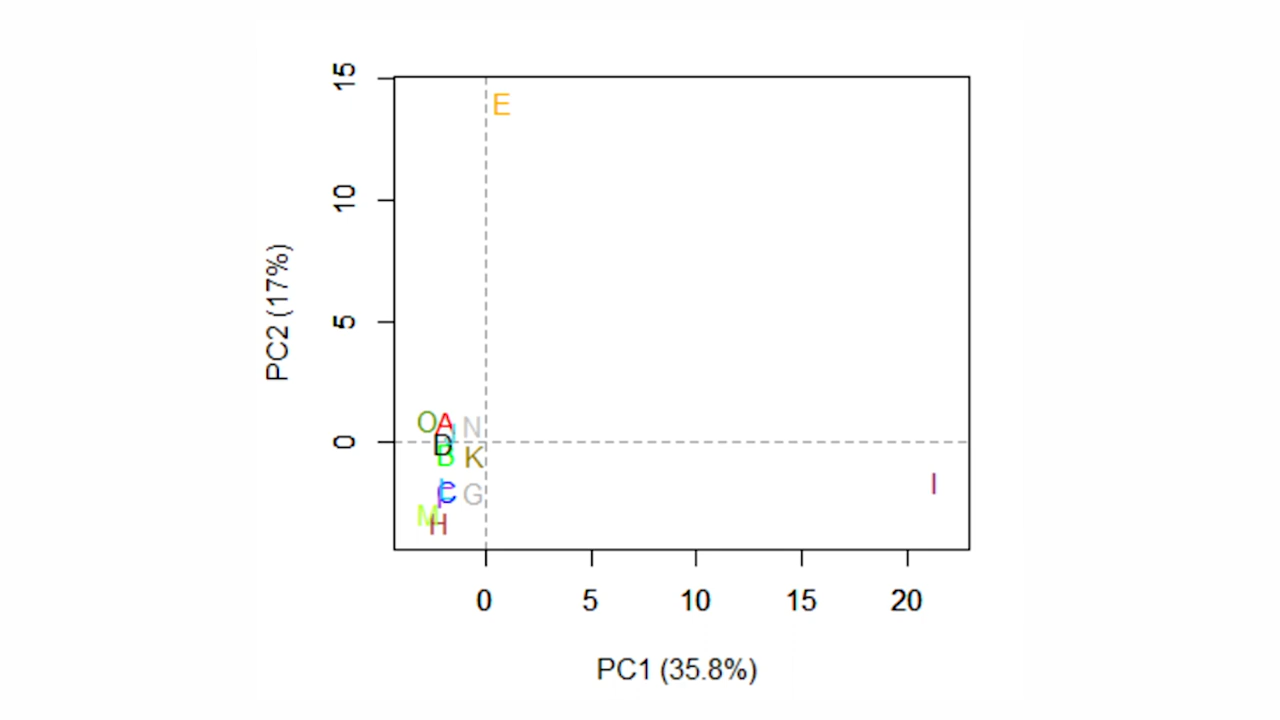 15
E
10
PC2 (17%)
5
O A N
J
0
D
B K
I
L C G
M H
0 5 10 15 20
PC1 (35.8%)